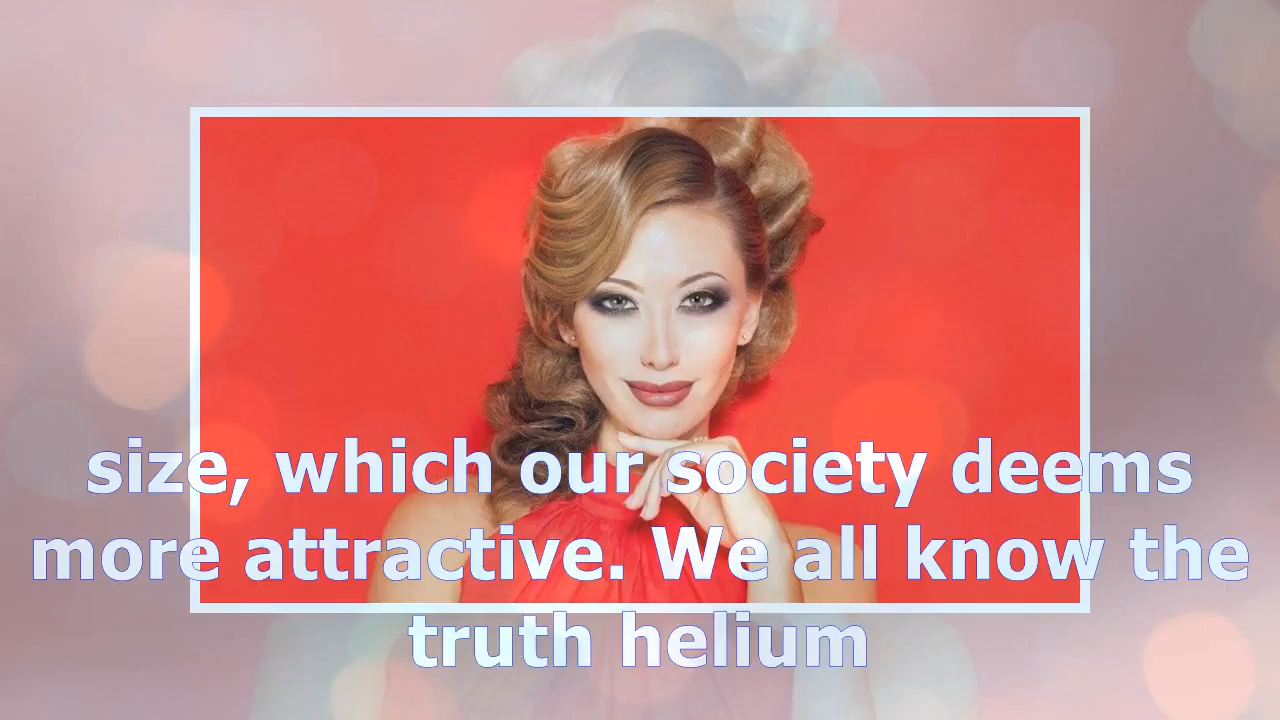 size, which our society deems
more attractive. We all know the
truth helium